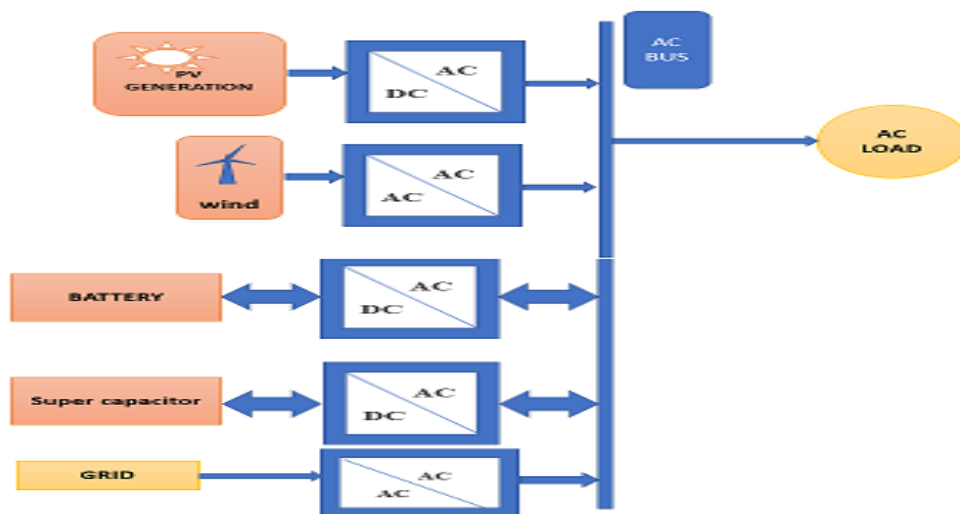 AC
BUS
PV
GENERATION
AC
DC
AC
LOAD
wind
AC
AC
BATTERY
AC
DC
Super capacitor
AC
DC
GRID
AC
AC